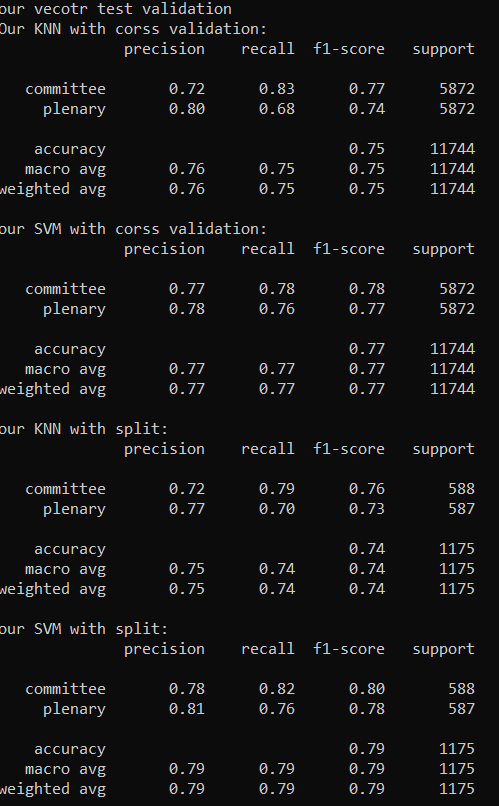 our vecotr test validation
Our KNN with corss validation:
precision recall f1-score support
committee 0.72 0.83 0.77 5872
plenary 0.80 0.68 0.74 5872
accuracy 0.75 11744
macro avg 0.76 0.75 0.75 11744
weighted avg 0.76 0.75 0.75 11744
our SVM with corss validation:
precision recall f1-score support
committee 0.77 0.78 0.78 5872
plenary 0.78 0.76 0.77 5872
accuracy 0.77 11744
macro avg 0.77 0.77 0.77 11744
weighted avg 0.77 0.77 0.77 11744
our KNN with split:
precision recall f1-score support
committee 0.72 0.79 0.76 588
plenary 0.77 0.70 0.73 587
accuracy 0.74 1175
macro avg 0.75 0.74 0.74 1175
weighted avg 0.75 0.74 0.74 1175
our SVM with split:
precision recall f1-score support
committee 0.78 0.82 0.80 588
plenary 0.81 0.76 0.78 587
accuracy 0.79 1175
macro avg 0.79 0.79 0.79 1175
weighted avg 0.79 0.79 0.79 1175